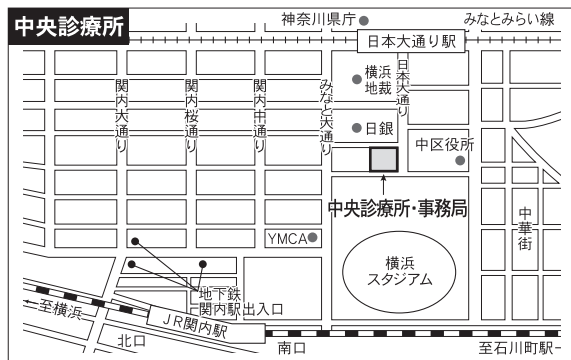 中央診療所
神奈川県庁
みなとみらい線
日本大通り駅
関内大通り
関内桜通り
関内中通り
みなと大通り
横浜
地裁
日本大通り
日銀
中区役所
中央診療所・事務局
YMCA
横浜
スタジアム
中華街
地下鉄
関内駅出入口
←至横浜
JR関内駅
北口
南口
至石川町駅→